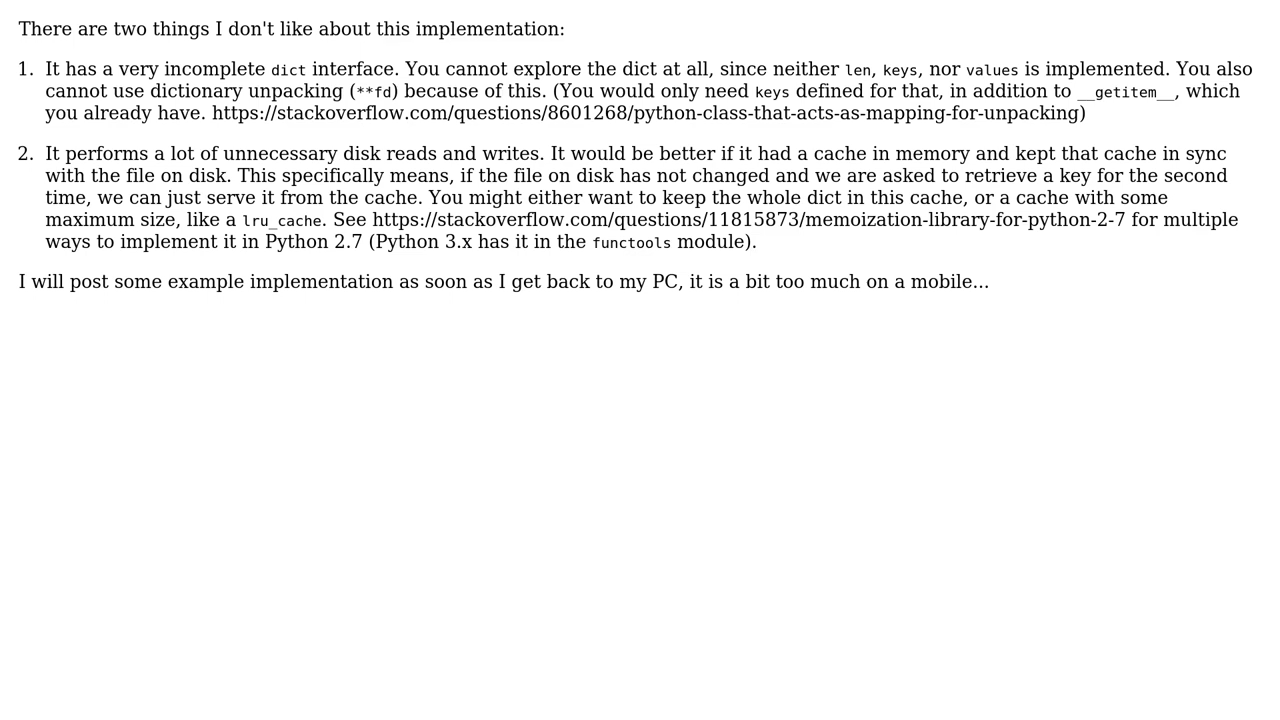 There are two things I don't like about this implementation:
1. It has a very incomplete dict interface. You cannot explore the dict at all, since neither len, keys, nor values is implemented. You also
cannot use dictionary unpacking (**fd) because of this. (You would only need keys defined for that, in addition to __getitem__, which
you already have. https://stackoverflow.com/questions/8601268/python-class-that-acts-as-mapping-for-unpacking)
2. It performs a lot of unnecessary disk reads and writes. It would be better if it had a cache in memory and kept that cache in sync
with the file on disk. This specifically means, if the file on disk has not changed and we are asked to retrieve a key for the second
time, we can just serve it from the cache. You might either want to keep the whole dict in this cache, or a cache with some
maximum size, like a lru_cache. See https://stackoverflow.com/questions/11815873/memoization-library-for-python-2-7 for multiple
ways to implement it in Python 2.7 (Python 3.x has it in the functools module).
I will post some example implementation as soon as I get back to my PC, it is a bit too much on a mobile...